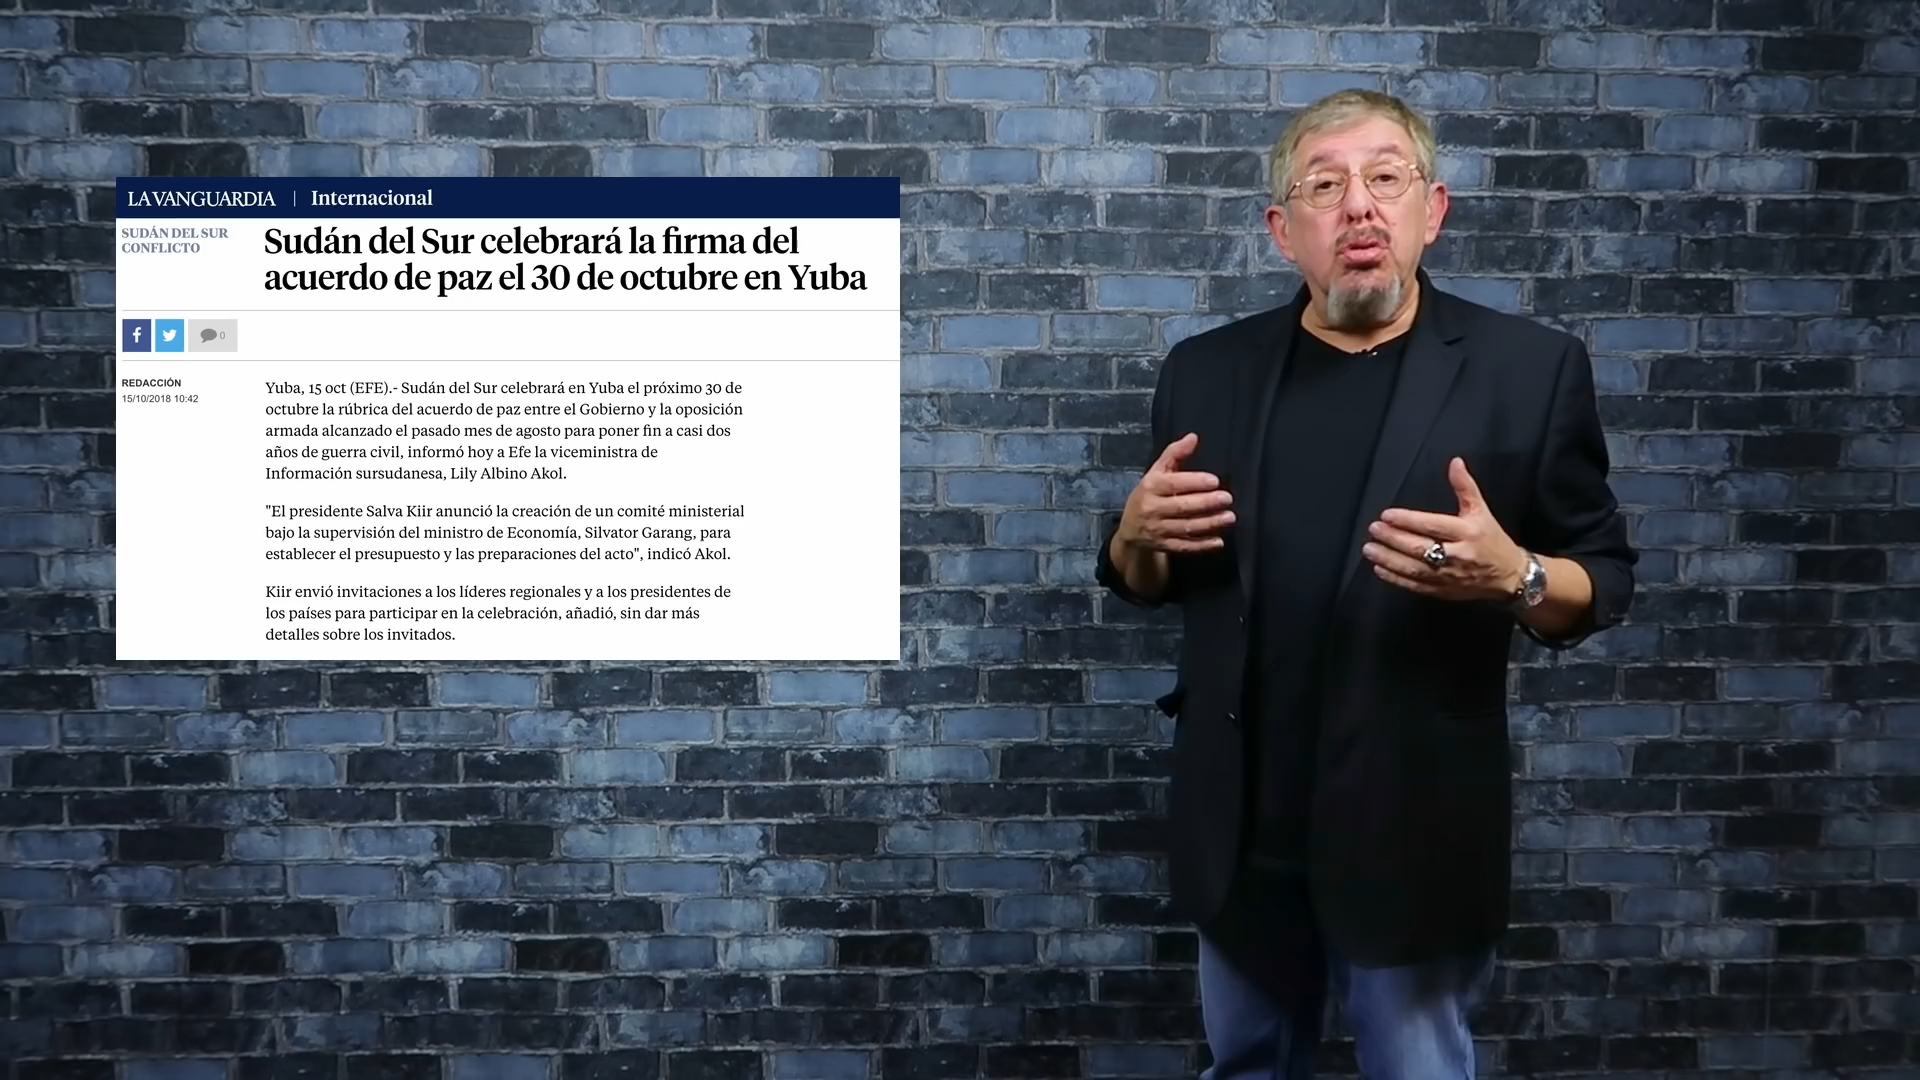 LA VANGUARDIA | Internacional
SUDÁN DEL SUR
CONFLICTO
Sudán del Sur celebrará la firma del
acuerdo de paz el 30 de octubre en Yuba
0
REDACCIÓN
15/10/2018 10:42
Yuba, 15 oct (EFE).- Sudán del Sur celebrará en Yuba el próximo 30 de
octubre la rúbrica del acuerdo de paz entre el Gobierno y la oposición
armada alcanzado el pasado mes de agosto para poner fin a casi dos
años de guerra civil, informó hoy a Efe la viceministra de
Información sursudanesa, Lily Albino Akol.
"El presidente Salva Kiir anunció la creación de un comité ministerial
bajo la supervisión del ministro de Economía, Silvator Garang, para
establecer el presupuesto y las preparaciones del acto", indicó Akol.
Kiir envió invitaciones a los líderes regionales y a los presidentes de
los países para participar en la celebración, añadió, sin dar más
detalles sobre los invitados.